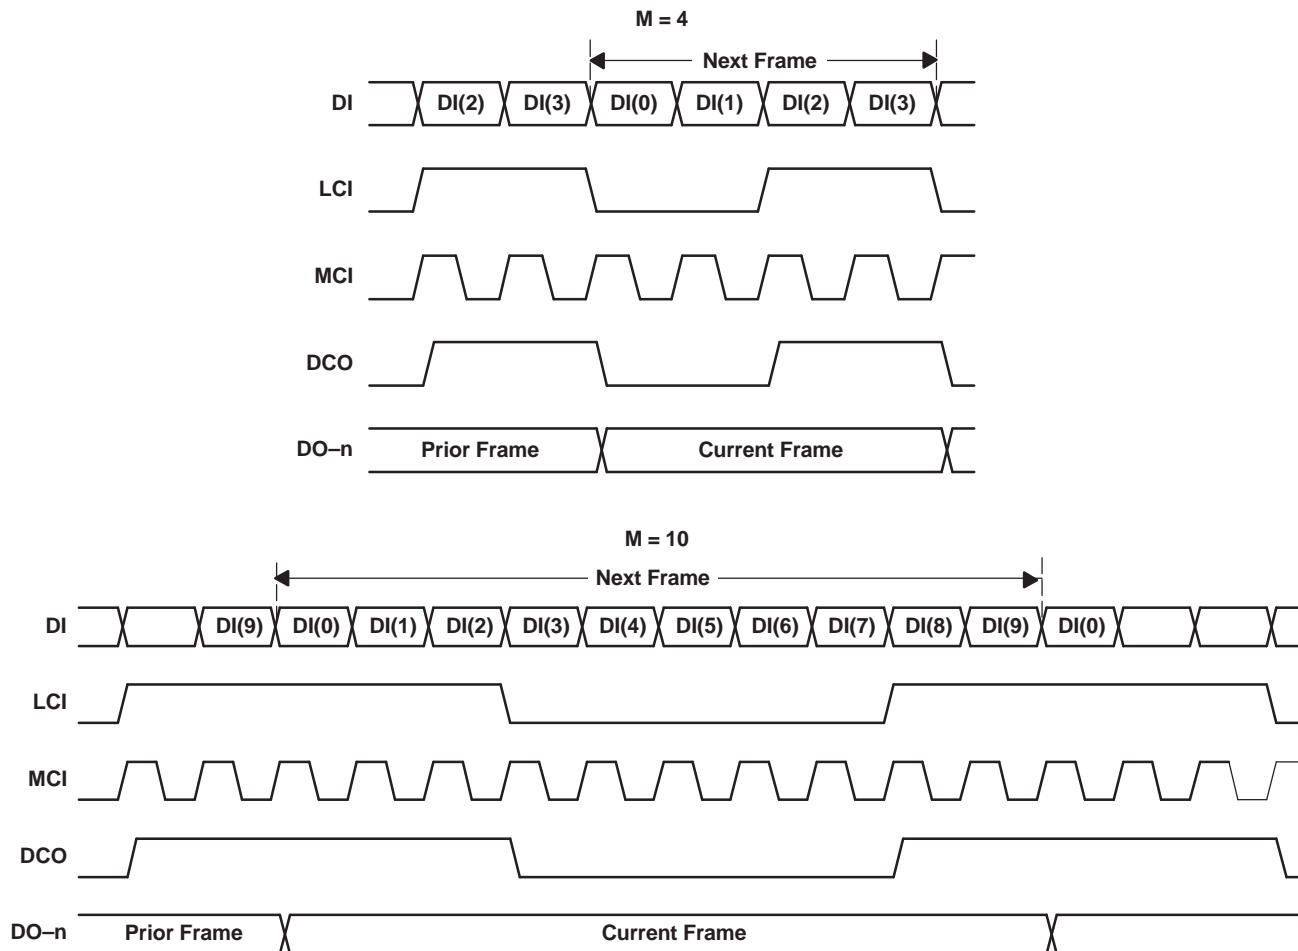 M = 4
Next Frame
DI DI(2) DI(3) DI(0) DI(1) DI(2) DI(3)
LCI
MCI
DCO
DO–n Prior Frame Current Frame
M = 10
Next Frame
DI DI(9) DI(0) DI(1) DI(2) DI(3) DI(4) DI(5) DI(6) DI(7) DI(8) DI(9) DI(0)
LCI
MCI
DCO
DO–n Prior Frame Current Frame